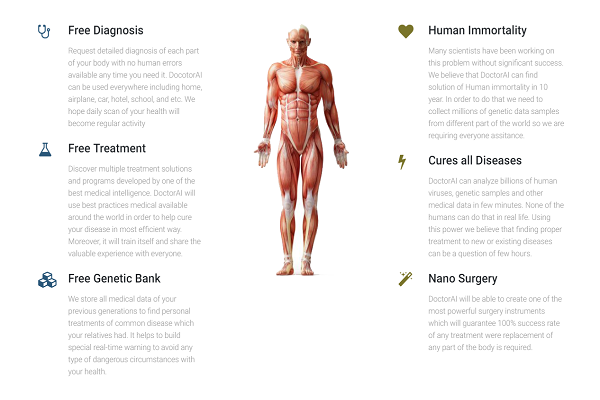 Free Diagnosis
Request detailed diagnosis of each part
of your body with no human errors
available any time you need it. DocotorAI
can be used everywhere including home,
airplane, car, hotel, school, and etc. We
hope daily scan of your health will
become regular activity
Free Treatment
Discover multiple treatment solutions
and programs developed by one of the
best medical intelligence. DoctorAI will
use best practices medical available
around the world in order to help cure
your disease in most efficient way.
Moreover, it will train itself and share the
valuable experience with everyone.
Free Genetic Bank
We store all medical data of your
previous generations to find personal
treatments of common disease which
your relatives had. It helps to build
special real-time warning to avoid any
type of dangerous circumstances with
your health.
Human Immortality
Many scientists have been working on
this problem without significant success.
We believe that DoctorAI can find
solution of Human immortality in 10
year. In order to do that we need to
collect millions of genetic data samples
from different part of the world so we are
requiring everyone assitance.
Cures all Diseases
DoctorAI can analyze billions of human
viruses, genetic samples and other
medical data in few minutes. None of the
humans can do that in real life. Using
this power we believe that finding proper
treatment to new or existing diseases
can be a question of few hours.
Nano Surgery
DoctorAI will be able to create one of the
most powerful surgery instruments
which will guarantee 100% success rate
of any treatment were replacement of
any part of the body is required.